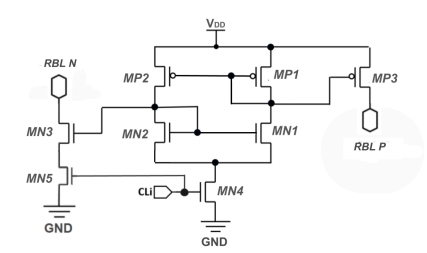 VDD
RBL N
MP2
MP1
MP3
MN3
MN2
MN1
RBL P
MN5
CLi
MN4
GND
GND